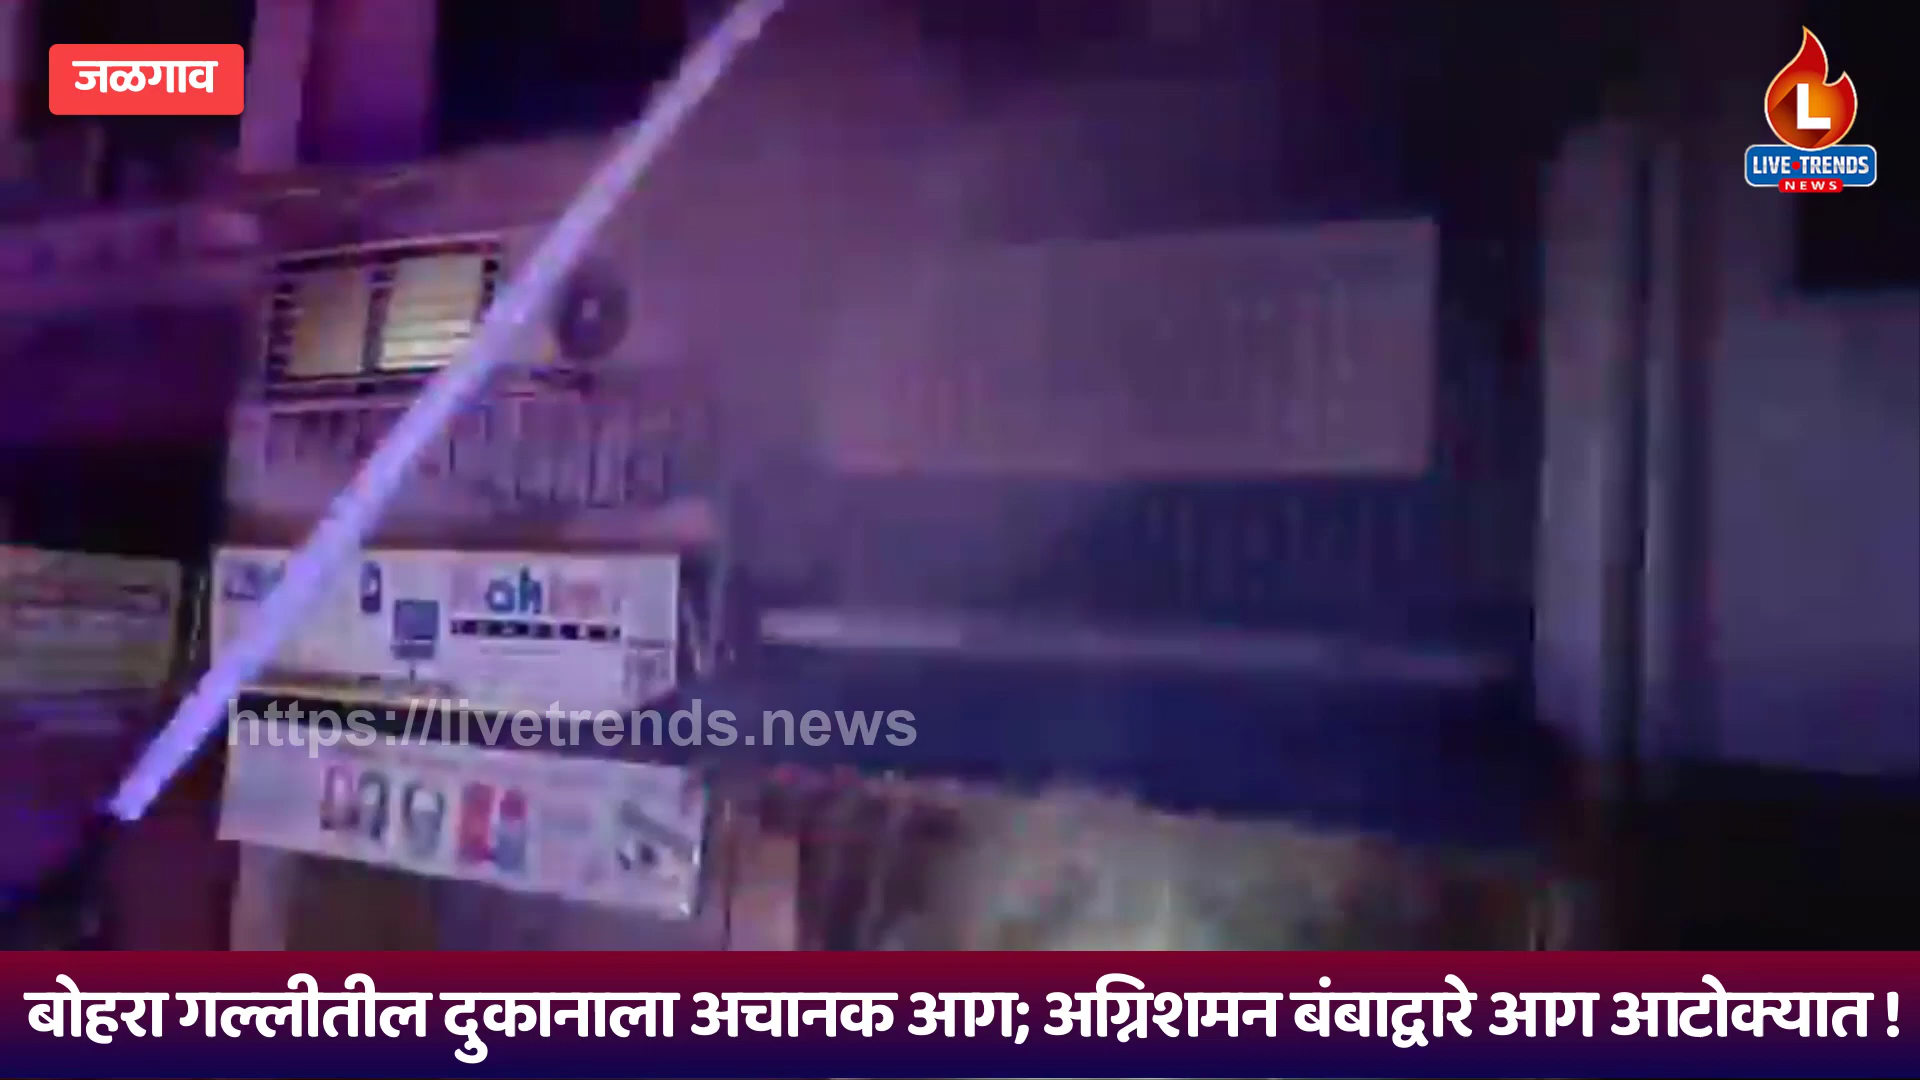 जळगाव
L
LIVE TRENDS
NEWS
https://livetrends.news
बोहरा गल्लीतील दुकानाला अचानक आग; अग्निशमन बंबाद्वारे आग आटोक्यात !